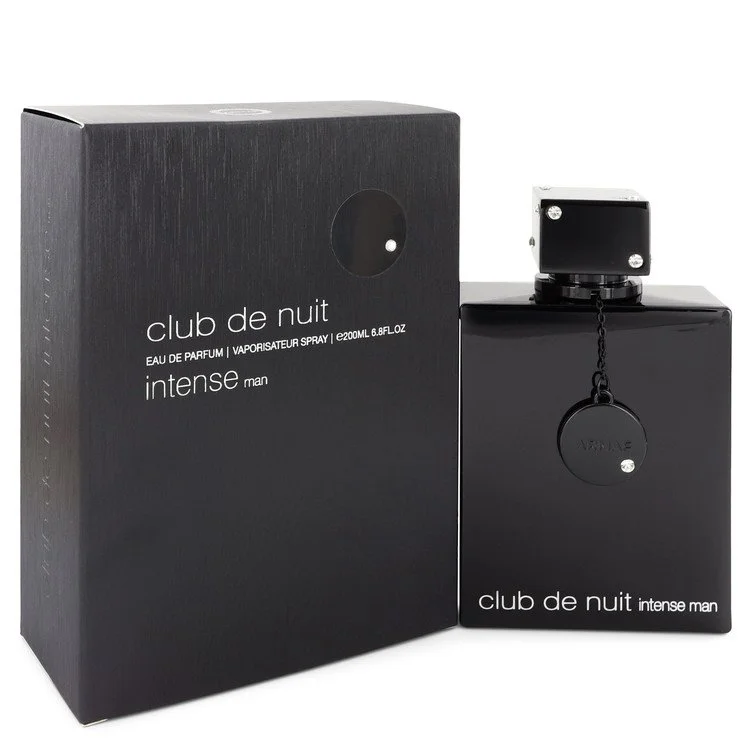 club de nuit
EAU DE PARFUM | VAPORISATEUR SPRAY | ℮200ML 6.8FL.OZ
intense man
ARMAF
club de nuit intense man